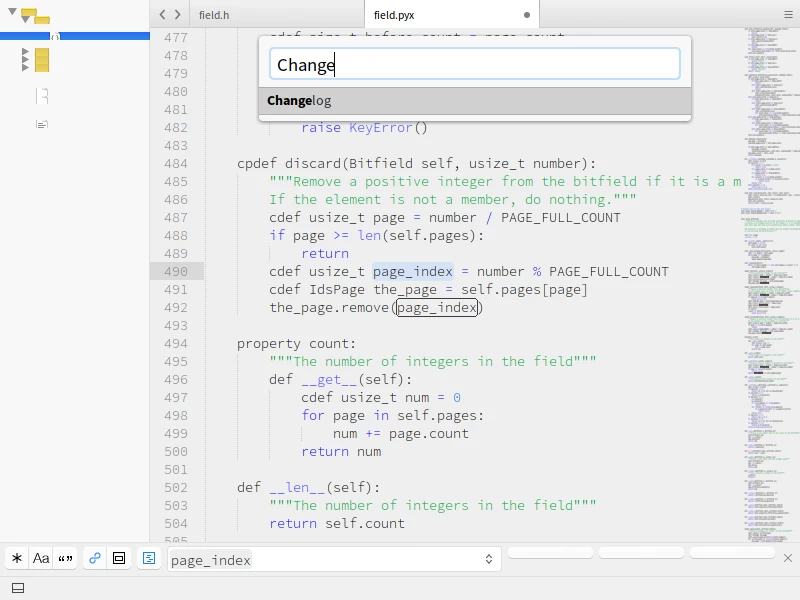 field.h
field.pyx
477
478
479
480
481
Change
Changelog
482 raise KeyError()
483
484 cpdef discard(Bitfield self, usize_t number):
485 """Remove a positive integer from the bitfield if it is a m
486 If the element is not a member, do nothing."""
487 cdef usize_t page = number / PAGE_FULL_COUNT
488 if page >= len(self.pages):
489 return
490 cdef usize_t page_index = number % PAGE_FULL_COUNT
491 cdef IdsPage the_page = self.pages[page]
492 the_page.remove(page_index)
493
494 property count:
495 """The number of integers in the field"""
496 def __get__(self):
497 cdef usize_t num = 0
498 for page in self.pages:
499 num += page.count
500 return num
501
502 def __len__(self):
503 """The number of integers in the field"""
504 return self.count
505
Aa
page_index